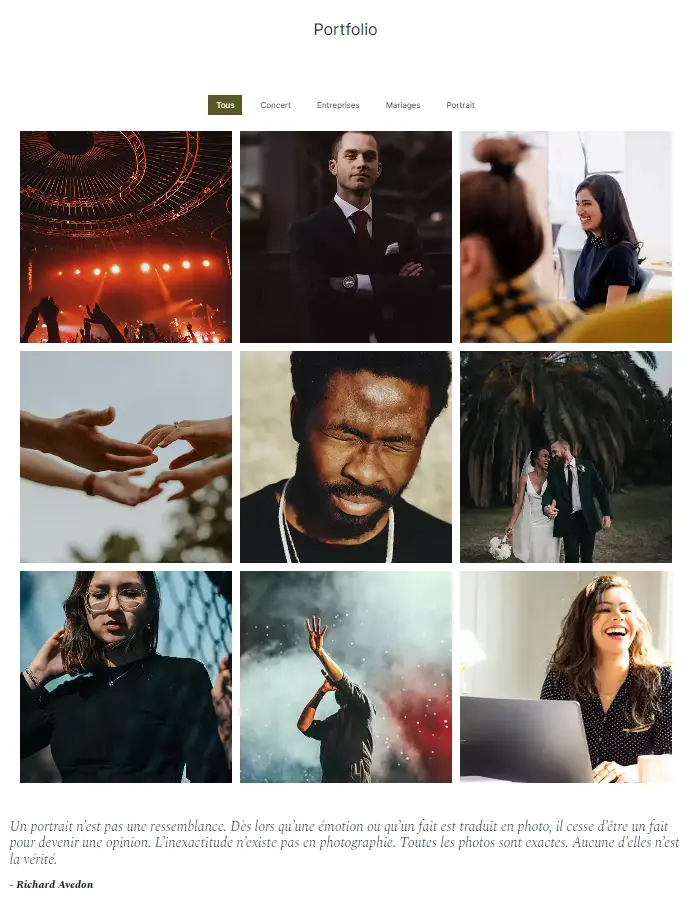 Portfolio
Tous Concert Entreprises Mariages Portrait
Un portrait n’est pas une ressemblance. Dès lors qu’une émotion ou qu’un fait est traduit en photo, il cesse d’être un fait
pour devenir une opinion. L’inexactitude n’existe pas en photographie. Toutes les photos sont exactes. Aucune d’elles n’est
la vérité.
- Richard Avedon